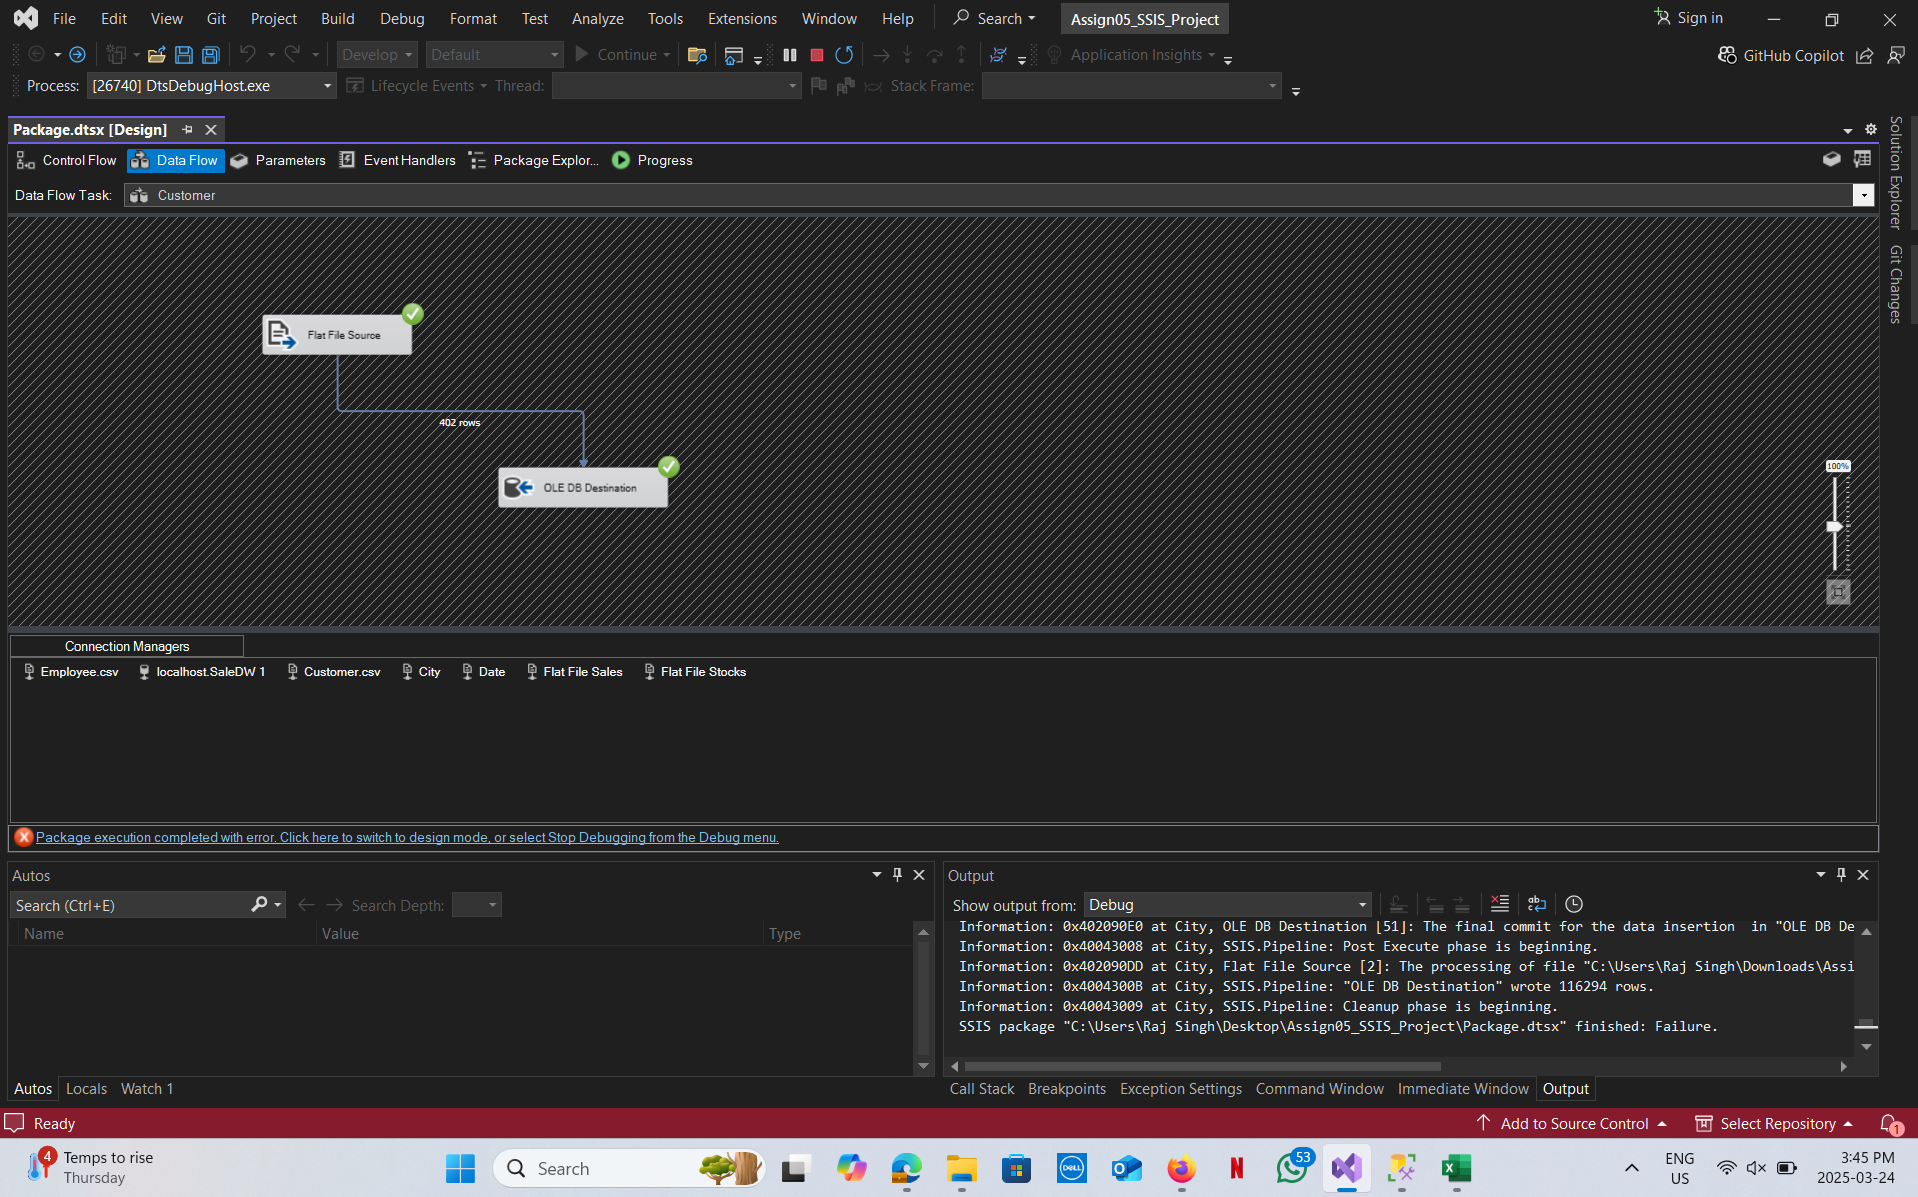 File Edit View Git Project Build Debug Format Test Analyze Tools Extensions Window Help Search Assign05_SSIS_Project Sign in
Develop Default Continue Application Insights GitHub Copilot
Process: [26740] DtsDebugHost.exe Lifecycle Events Thread: Stack Frame:
Package.dtsx [Design]
Control Flow Data Flow Parameters Event Handlers Package Explor... Progress
Data Flow Task: Customer
Solution Explorer
Git Changes
Flat File Source
402 rows
OLE DB Destination
100%
Connection Managers
Employee.csv localhost.SaleDW 1 Customer.csv City Date Flat File Sales Flat File Stocks
Package execution completed with error. Click here to switch to design mode, or select Stop Debugging from the Debug menu.
Autos
Search (Ctrl+E) Search Depth:
Name Value Type
Autos Locals Watch 1
Output
Show output from: Debug
Information: 0x402090E0 at City, OLE DB Destination [51]: The final commit for the data insertion  in "OLE DB De
Information: 0x40043008 at City, SSIS.Pipeline: Post Execute phase is beginning.
Information: 0x402090DD at City, Flat File Source [2]: The processing of file "C:\Users\Raj Singh\Downloads\Assi
Information: 0x4004300B at City, SSIS.Pipeline: "OLE DB Destination" wrote 116294 rows.
Information: 0x40043009 at City, SSIS.Pipeline: Cleanup phase is beginning.
SSIS package "C:\Users\Raj Singh\Desktop\Assign05_SSIS_Project\Package.dtsx" finished: Failure.
Call Stack Breakpoints Exception Settings Command Window Immediate Window Output
Ready Add to Source Control Select Repository 1
4 Temps to rise
Thursday
Search
DELL
N
53
ENG
US
3:45 PM
2025-03-24